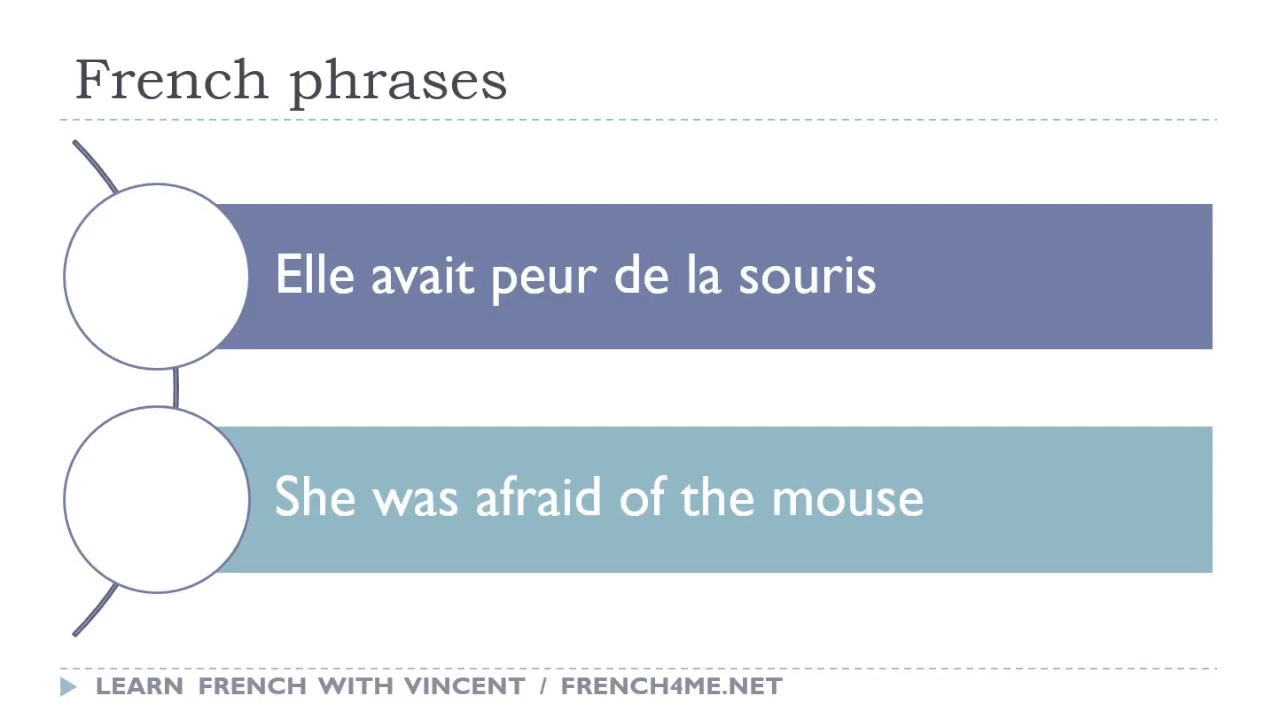 French phrases
Elle avait peur de la souris
She was afraid of the mouse
LEARN FRENCH WITH VINCENT / FRENCH4ME.NET